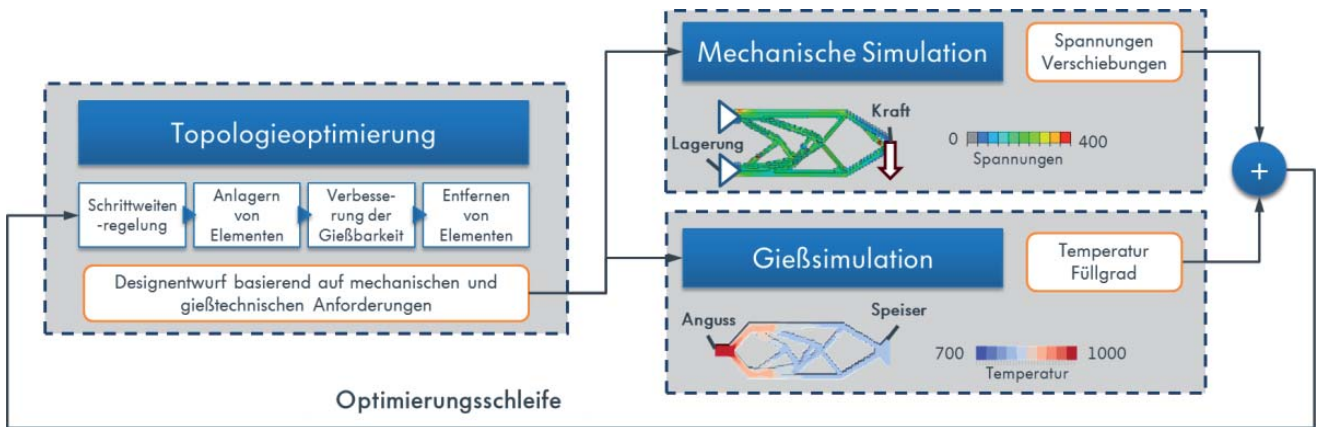 Topologieoptimierung
Schrittweiten
-regelung
Anlagern
von
Elementen
Verbesse-
rung der
Gießbarkeit
Entfernen
von
Elementen
Designentwurf basierend auf mechanischen und
gießtechnischen Anforderungen
Mechanische Simulation
Spannungen
Verschiebungen
Lagerung
Kraft
0
400
Spannungen
+
Gießsimulation
Temperatur
Füllgrad
Anguss
Speiser
700
1000
Temperatur
Optimierungsschleife